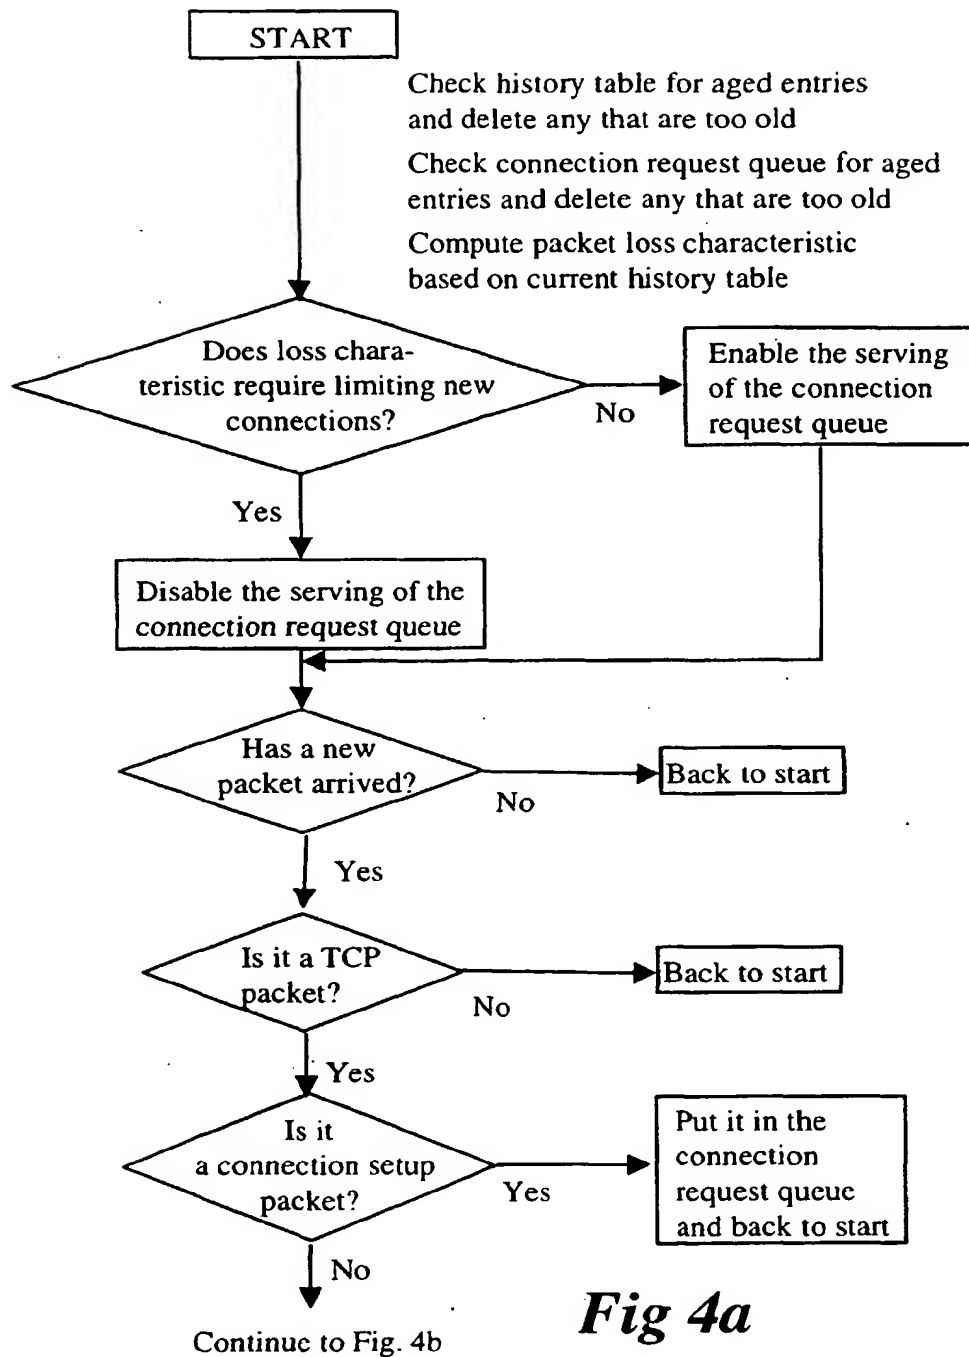 START
Check history table for aged entries
and delete any that are too old
Check connection request queue for aged
entries and delete any that are too old
Compute packet loss characteristic
based on current history table
Does loss chara-
teristic require limiting new
connections?
No
Enable the serving
of the connection
request queue
Yes
Disable the serving of the
connection request queue
Has a new
packet arrived?
No
Back to start
Yes
Is it a TCP
packet?
No
Back to start
Yes
Is it
a connection setup
packet?
Yes
Put it in the
connection
request queue
and back to start
No
Continue to Fig. 4b
Fig 4a